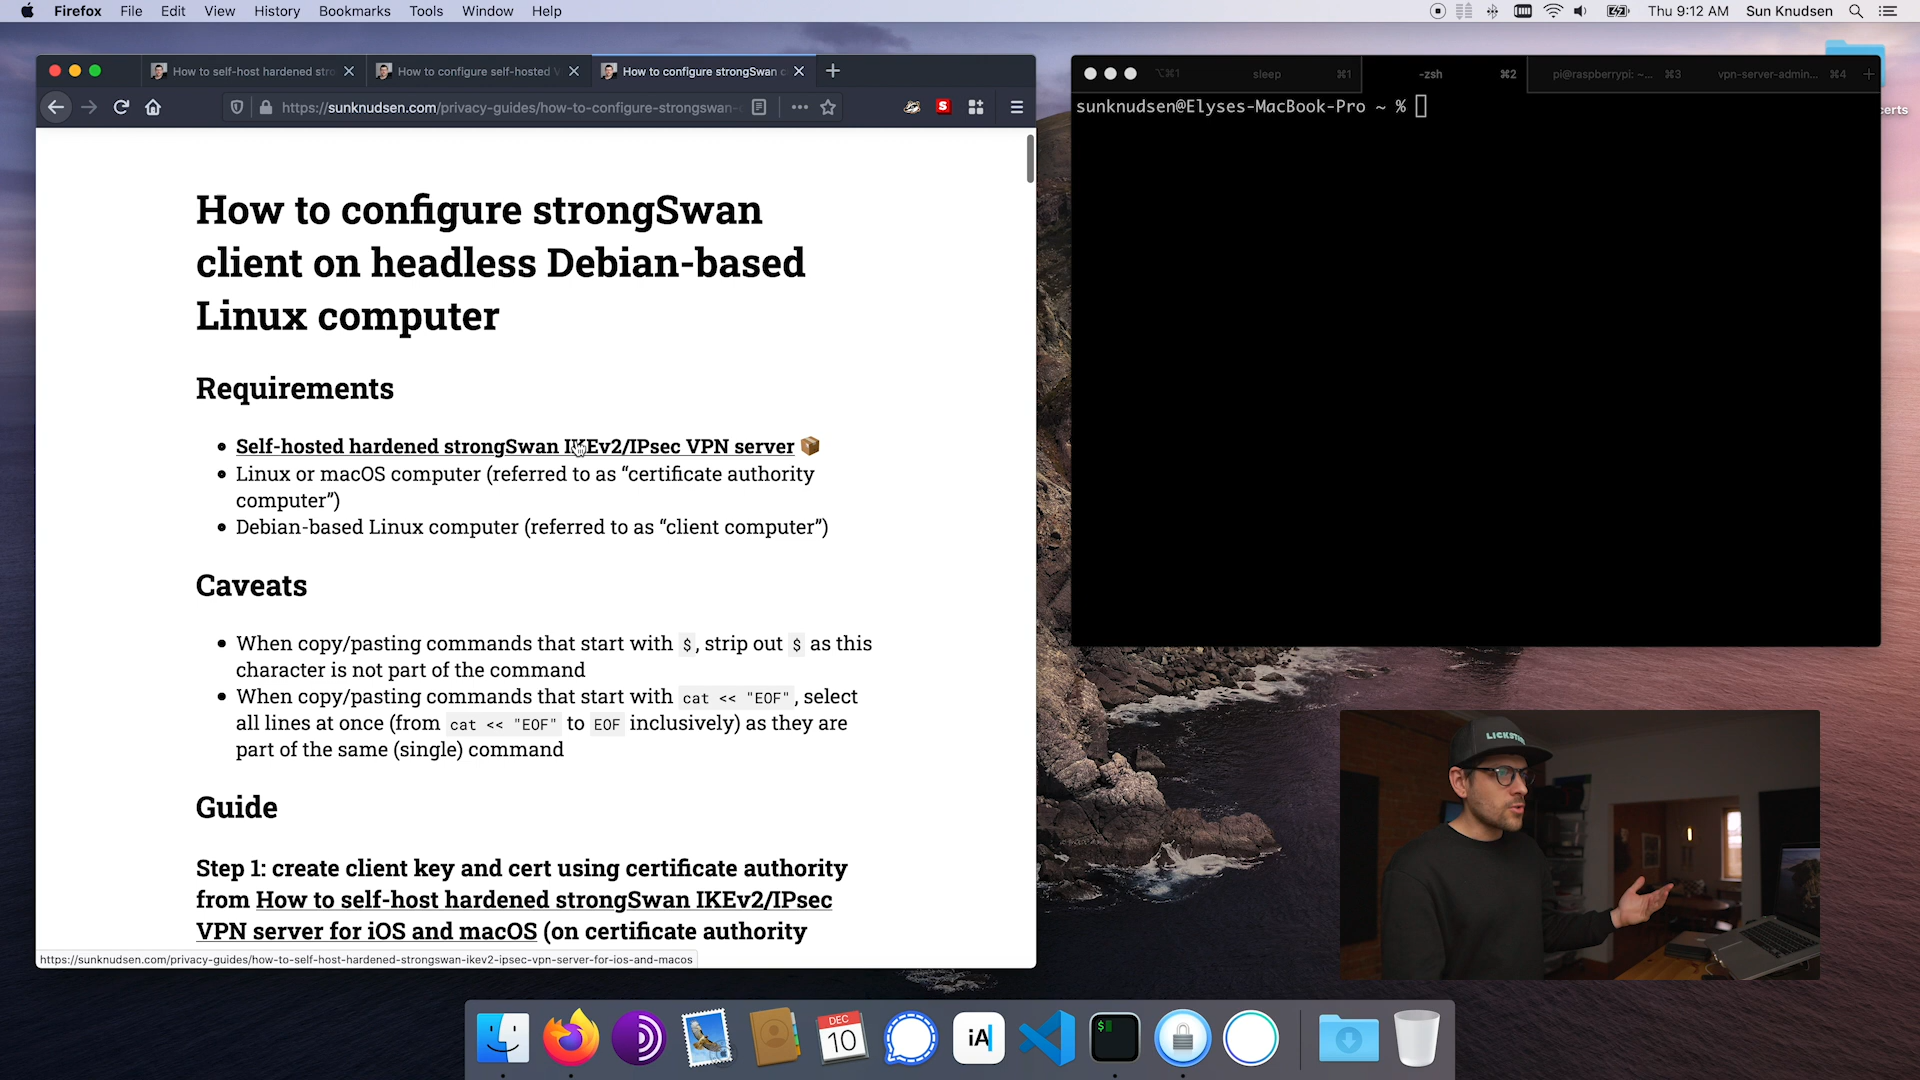 Firefox File Edit View History Bookmarks Tools Window Help
Thu 9:12 AM Sun Knudsen
How to self-host hardened stro
How to configure self-hosted V
How to configure strongSwan c
https://sunknudsen.com/privacy-guides/how-to-configure-strongswan-
S
How to configure strongSwan
client on headless Debian-based
Linux computer
Requirements
Self-hosted hardened strongSwan IKEv2/IPsec VPN server
Linux or macOS computer (referred to as “certificate authority
computer”)
Debian-based Linux computer (referred to as “client computer”)
Caveats
When copy/pasting commands that start with $, strip out $ as this
character is not part of the command
When copy/pasting commands that start with cat << "EOF", select
all lines at once (from cat << "EOF" to EOF inclusively) as they are
part of the same (single) command
Guide
Step 1: create client key and cert using certificate authority
from How to self-host hardened strongSwan IKEv2/IPsec
VPN server for iOS and macOS (on certificate authority
https://sunknudsen.com/privacy-guides/how-to-self-host-hardened-strongswan-ikev2-ipsec-vpn-server-for-ios-and-macos
⌥⌘1 sleep ⌘1 -zsh ⌘2 pi@raspberrypi: ~... ⌘3 vpn-server-admin... ⌘4
sunknudsen@Elyses-MacBook-Pro ~ %
certs
DEC
10
iA
$